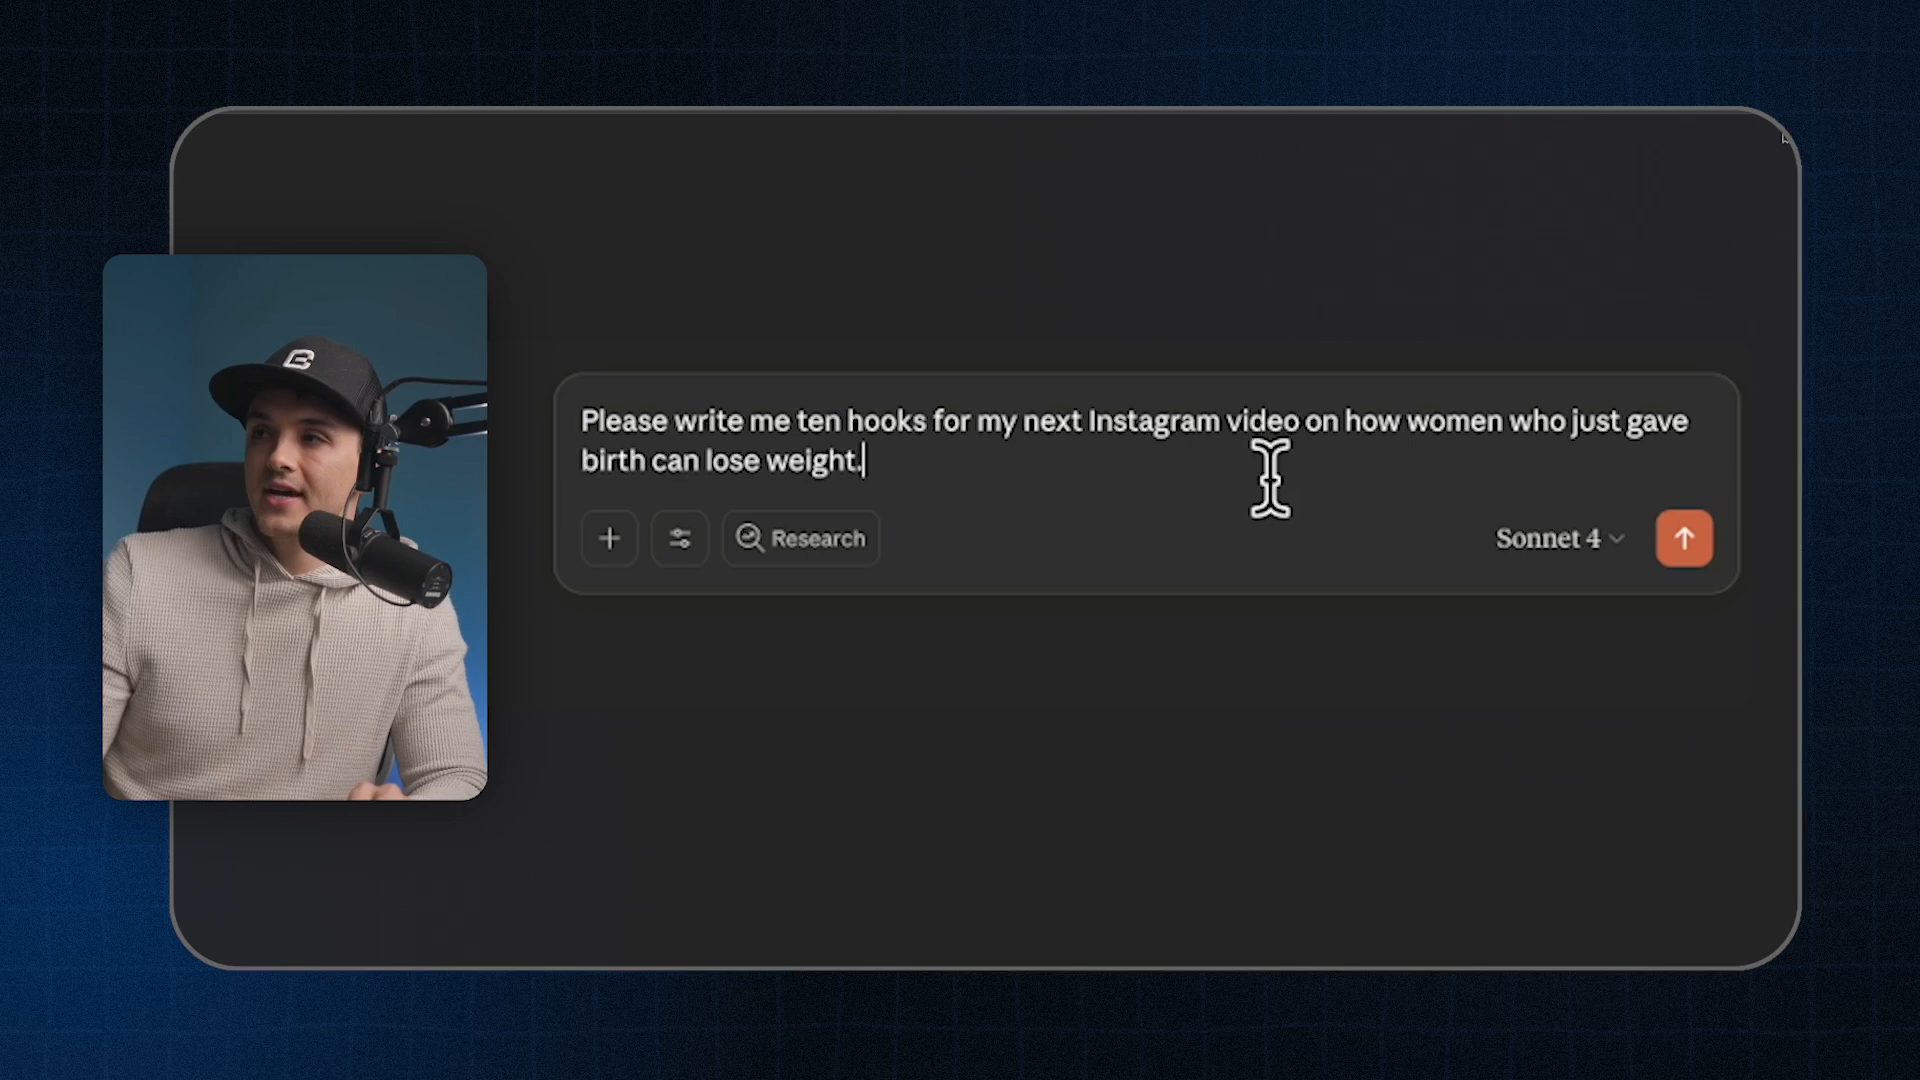 Please write me ten hooks for my next Instagram video on how women who just gave
birth can lose weight.
Research
Sonnet 4